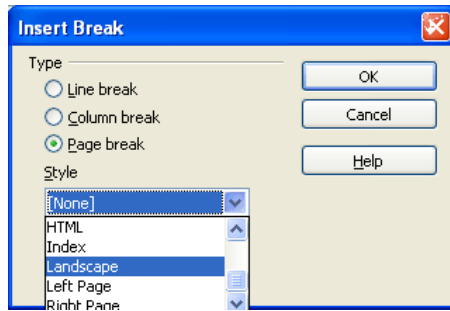 Insert Break
Type
Line break
OK
Column break
Cancel
Page break
Help
Style
[None]
HTML
Index
Landscape
Left Page
Right Page